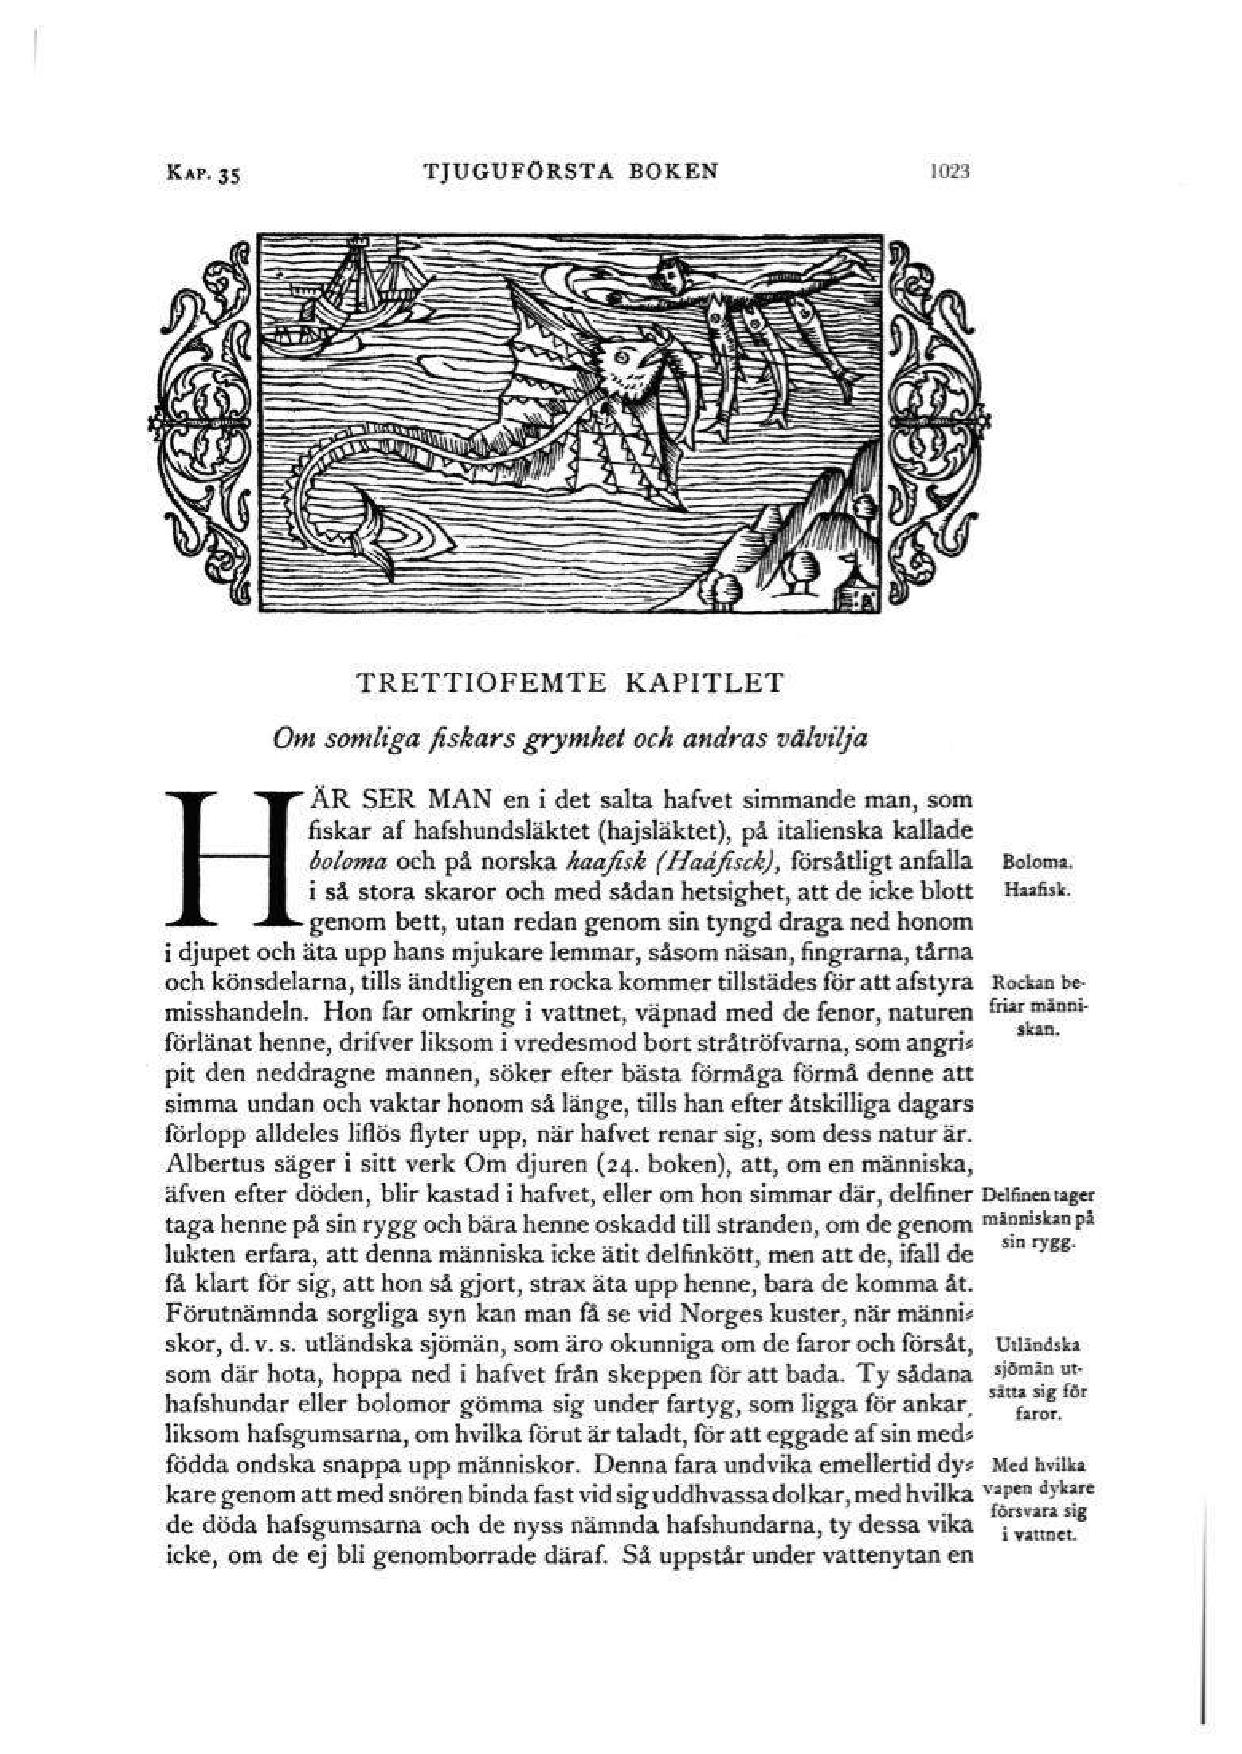 KAP. 35 TJUGUFÖRSTA BOKEN 1023
TRETTIOFEMTE KAPITLET
Om somliga fiskars grymhet och andras välvilja
HÄR SER MAN en i det salta hafvet simmande man, som
fiskar af hafshundsläktet (hajsläktet), på italienska kallade
boloma och på norska haafisk (Haafisck), försåtligt anfalla
Boloma.
i så stora skaror och med sådan hetsighet, att de icke blott
Haafisk.
genom bett, utan redan genom sin tyngd draga ned honom
i djupet och äta upp hans mjukare lemmar, såsom näsan, fingrarna, tårna
och könsdelarna, tills ändtligen en rocka kommer tillstädes för att afstyra
misshandeln. Hon far omkring i vattnet, väpnad med de fenor, naturen
förlänat henne, drifver liksom i vredesmod bort stråtröfvarna, som angri-
Rockan be-
friar männi-
skan.
pit den neddragne mannen, söker efter bästa förmåga förmå denne att
simma undan och vaktar honom så länge, tills han efter åtskilliga dagars
förlopp alldeles liflös flyter upp, när hafvet renar sig, som dess natur är.
Albertus säger i sitt verk Om djuren (24. boken), att, om en människa,
äfven efter döden, blir kastad i hafvet, eller om hon simmar där, delfiner
taga henne på sin rygg och bära henne oskadd till stranden, om de genom
lukten erfara, att denna människa icke ätit delfinkött, men att de, ifall de
Delfinen tager
människan på
sin rygg.
få klart för sig, att hon så gjort, strax äta upp henne, bara de komma åt.
Förutnämnda sorgliga syn kan man få se vid Norges kuster, när männi-
skor, d. v. s. utländska sjömän, som äro okunniga om de faror och försåt,
som där hota, hoppa ned i hafvet från skeppen för att bada. Ty sådana
hafshundar eller bolomor gömma sig under fartyg, som ligga för ankar,
Utländska
sjömän ut-
sätta sig för
faror.
liksom hafsgumsarna, om hvilka förut är taladt, för att eggade af sin med-
födda ondska snappa upp människor. Denna fara undvika emellertid dy-
kare genom att med snören binda fast vid sig uddhvassa dolkar, med hvilka
de döda hafsgumsarna och de nyss nämnda hafshundarna, ty dessa vika
Med hvilka
vapen dykare
försvara sig
i vattnet.
icke, om de ej bli genomborrade däraf. Så uppstår under vattenytan en